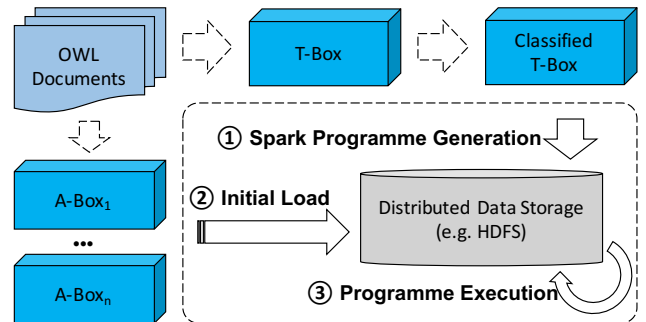 OWL
Documents
T-Box
Classified
T-Box
① Spark Programme Generation
A-Box₁
② Initial Load
Distributed Data Storage
(e.g. HDFS)
...
A-Boxₙ
③ Programme Execution